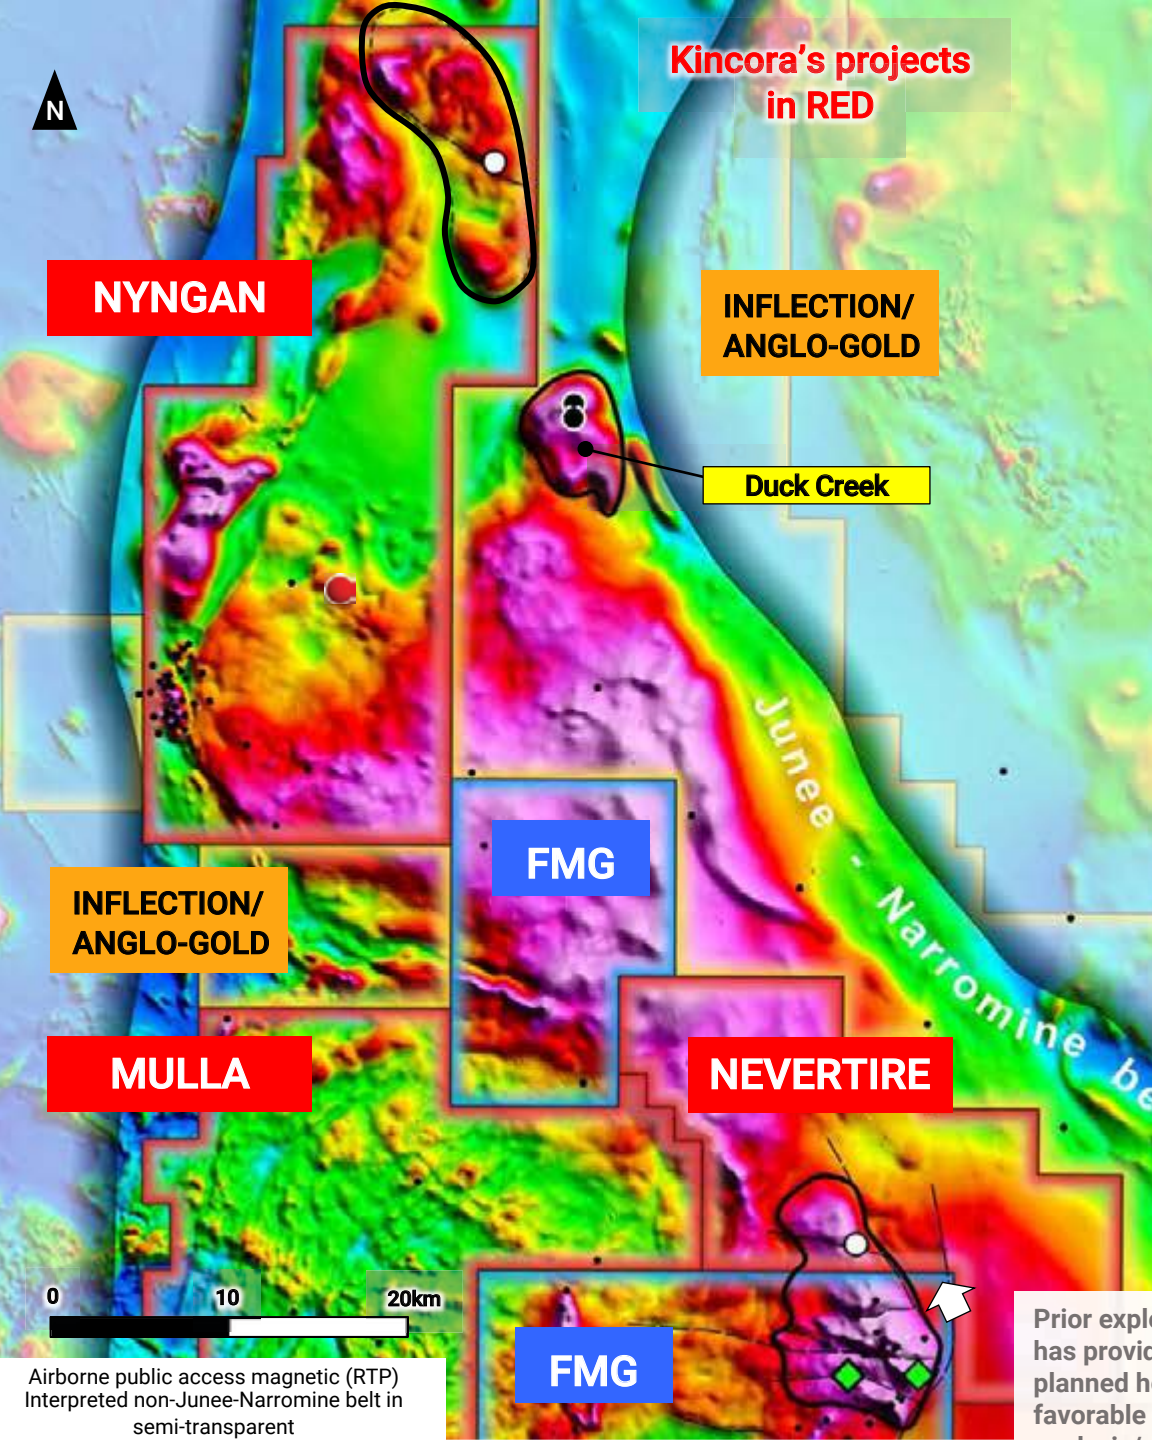 Kincora's projects
in RED
N
NYNGAN
INFLECTION/
ANGLO-GOLD
Duck Creek
Junee - Narromine be
FMG
INFLECTION/
ANGLO-GOLD
MULLA
NEVERTIRE
0 10 20km
FMG
Prior explo
has provid
planned h
favorable
Airborne public access magnetic (RTP)
Interpreted non-Junee-Narromine belt in
semi-transparent